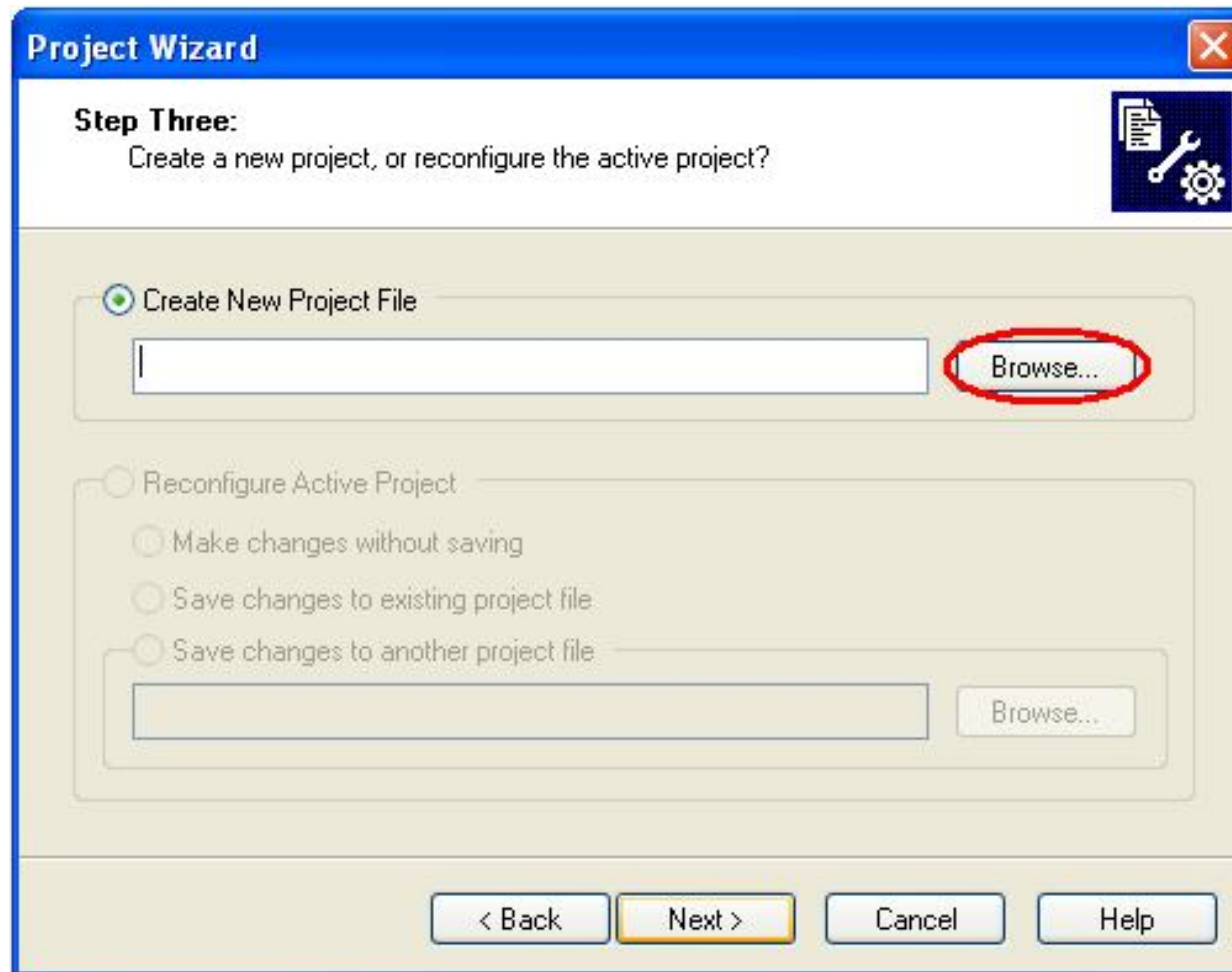 Project Wizard
Step Three:
Create a new project, or reconfigure the active project?
Create New Project File
Browse...
Reconfigure Active Project
Make changes without saving
Save changes to existing project file
Save changes to another project file
Browse...
< Back Next > Cancel Help